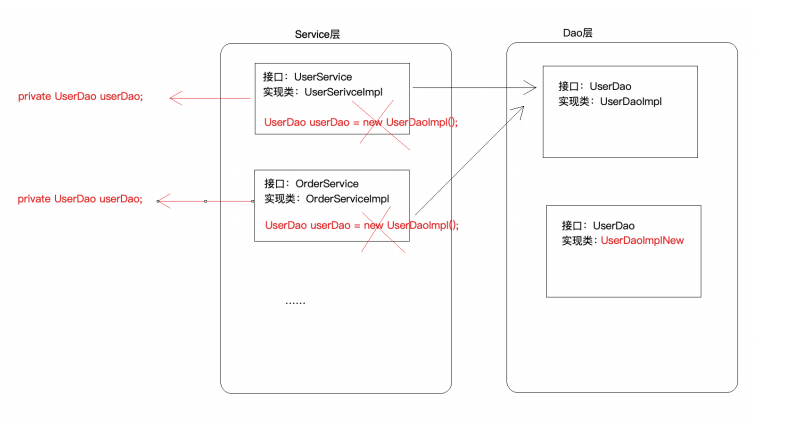 Service层
Dao层
接口：UserService
实现类：UserSerivceImpl
UserDao userDao = new UserDaoImpl();
private UserDao userDao;
接口：UserDao
实现类：UserDaoImpl
接口：OrderService
实现类：OrderServiceImpl
UserDao userDao = new UserDaoImpl();
private UserDao userDao;
接口：UserDao
实现类：UserDaoImplNew
......